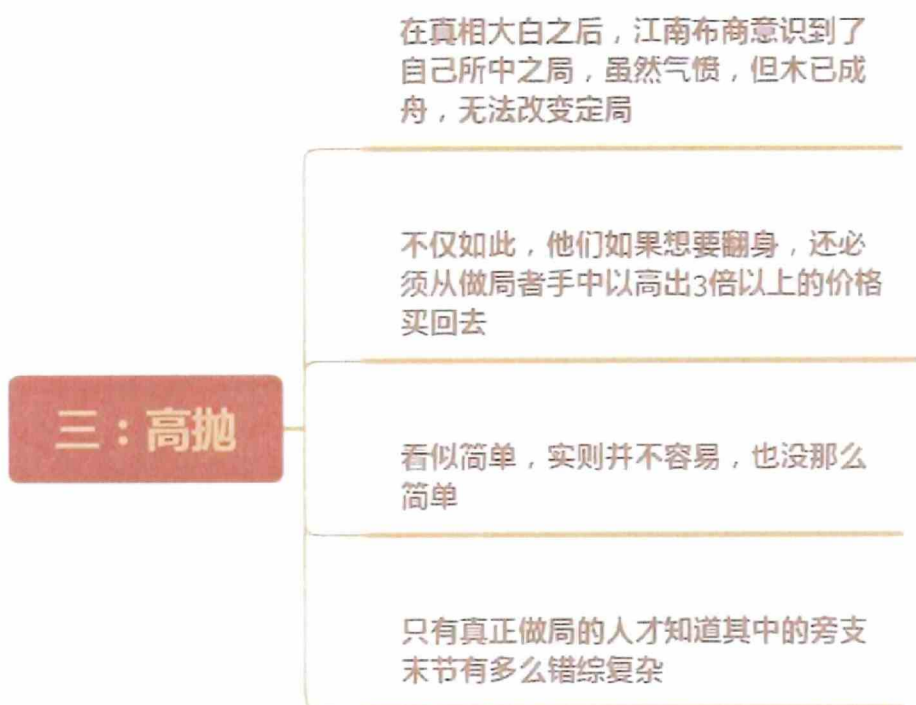 在真相大白之后，江南布商意识到了
自己所中之局，虽然气愤，但木已成
舟，无法改变定局
不仅如此，他们如果想要翻身，还必
须从做局者手中以高出3倍以上的价格
买回去
三：高抛
看似简单，实则并不容易，也没那么
简单
只有真正做局的人才知道其中的旁支
末节有多么错综复杂